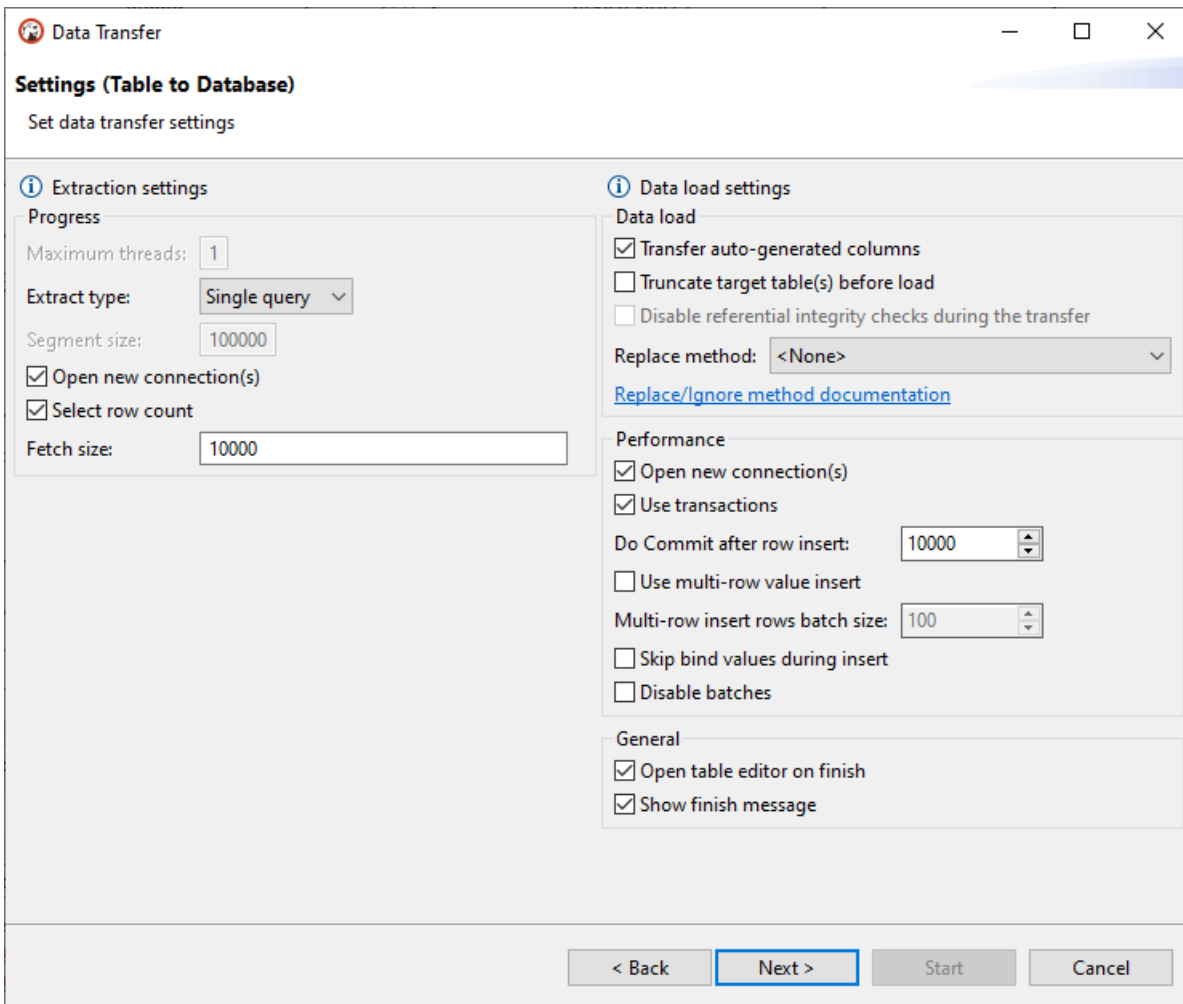 Data Transfer
Settings (Table to Database)
Set data transfer settings
Extraction settings
Progress
Maximum threads: 1
Extract type: Single query
Segment size: 100000
Open new connection(s)
Select row count
Fetch size: 10000
Data load settings
Data load
Transfer auto-generated columns
Truncate target table(s) before load
Disable referential integrity checks during the transfer
Replace method: <None>
Replace/Ignore method documentation
Performance
Open new connection(s)
Use transactions
Do Commit after row insert: 10000
Use multi-row value insert
Multi-row insert rows batch size: 100
Skip bind values during insert
Disable batches
General
Open table editor on finish
Show finish message
< Back Next > Start Cancel